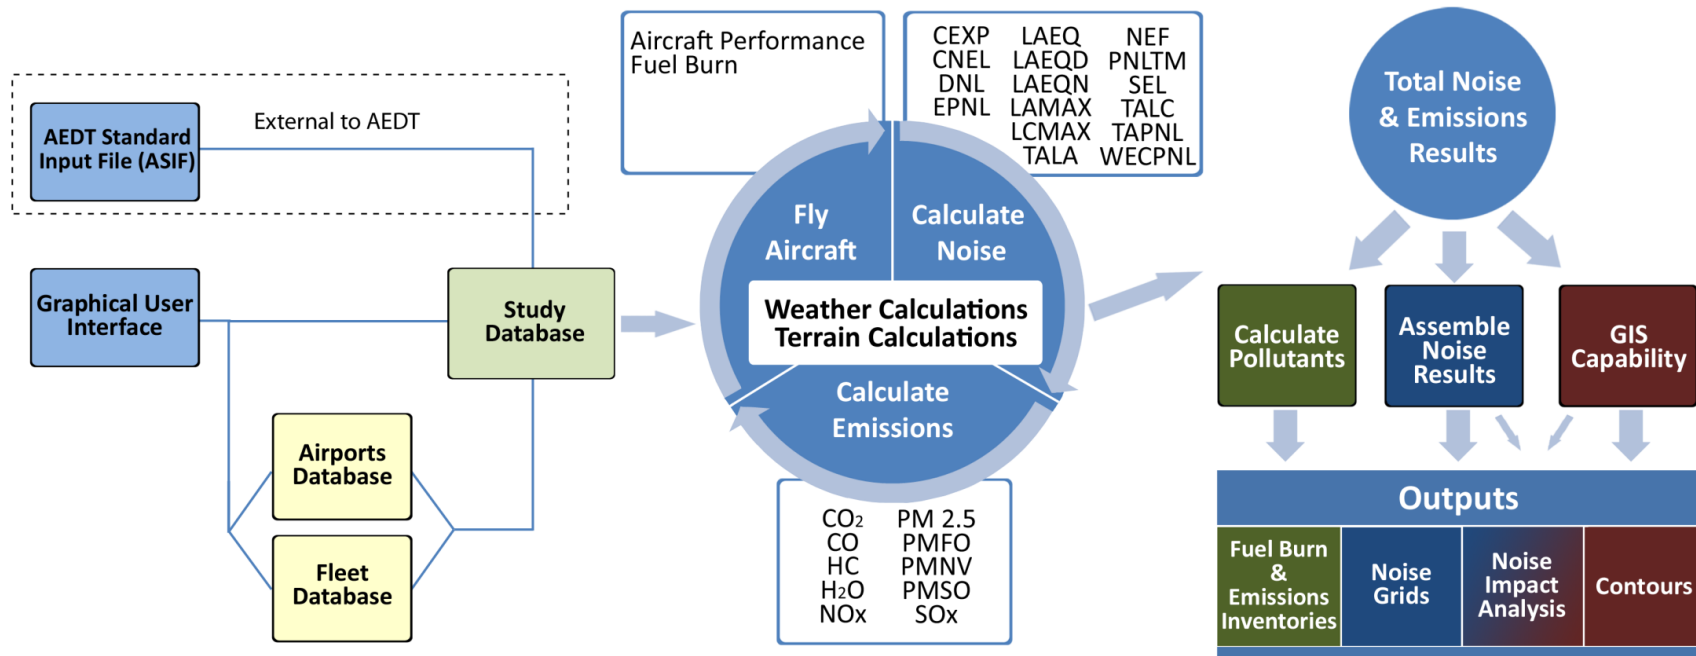 External to AEDT
AEDT Standard
Input File (ASIF)
Graphical User
Interface
Study
Database
Airports
Database
Fleet
Database
Aircraft Performance
Fuel Burn
CEXP LAEQ NEF
CNEL LAEQD PNLTM
DNL LAEQN SEL
EPNL LAMAX TALC
LCMAX TAPNL
TALA WECPNL
Fly
Aircraft
Calculate
Noise
Weather Calculations
Terrain Calculations
Calculate
Emissions
CO₂ PM 2.5
CO PMFO
HC PMNV
H₂O PMSO
NOx SOx
Total Noise
& Emissions
Results
Calculate
Pollutants
Assemble
Noise
Results
GIS
Capability
Outputs
Fuel Burn
&
Emissions
Inventories
Noise
Grids
Noise
Impact
Analysis
Contours